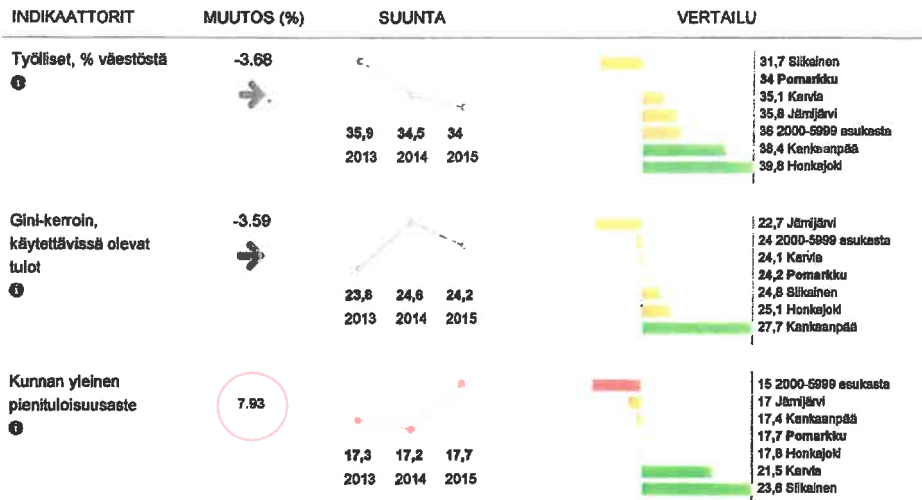 INDIKAATTORIT MUUTOS (%) SUUNTA VERTAILU
Työlliset, % väestöstä
-3.68
35,9 34,5 34
2013 2014 2015
31,7 Siikainen
34 Pomarkku
35,1 Karvia
35,8 Jämijärvi
36 2000-5999 asukasta
38,4 Kankaanpää
39,8 Honkajoki
Gini-kerroin,
käytettävissä olevat
tulot
-3.59
23,8 24,6 24,2
2013 2014 2015
22,7 Jämijärvi
24 2000-5999 asukasta
24,1 Karvia
24,2 Pomarkku
24,8 Siikainen
25,1 Honkajoki
27,7 Kankaanpää
Kunnan yleinen
pienituloisuusaste
7.93
17,3 17,2 17,7
2013 2014 2015
15 2000-5999 asukasta
17 Jämijärvi
17,4 Kankaanpää
17,7 Pomarkku
17,8 Honkajoki
21,5 Karvia
23,6 Siikainen